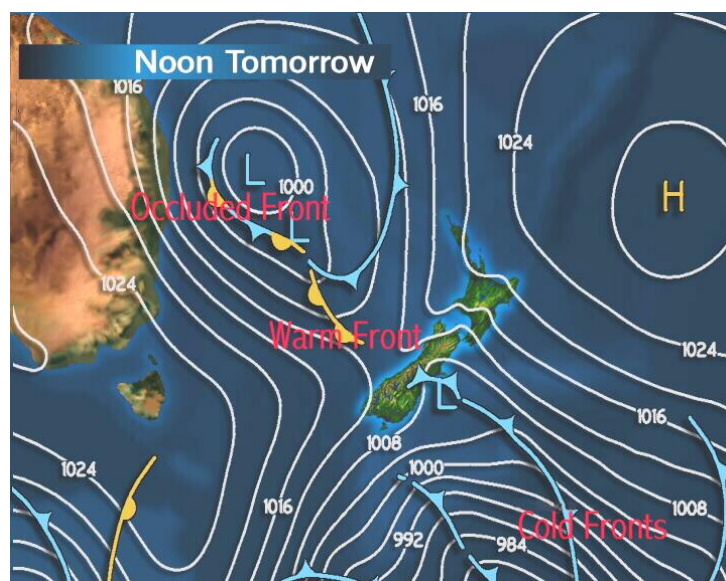 Noon Tomorrow
1016
1016
1024
L
1000
H
Occluded Front
L
1024
Warm Front
1024
L
1016
1008
1024
1000
1016
1008
992
984
Cold Fronts